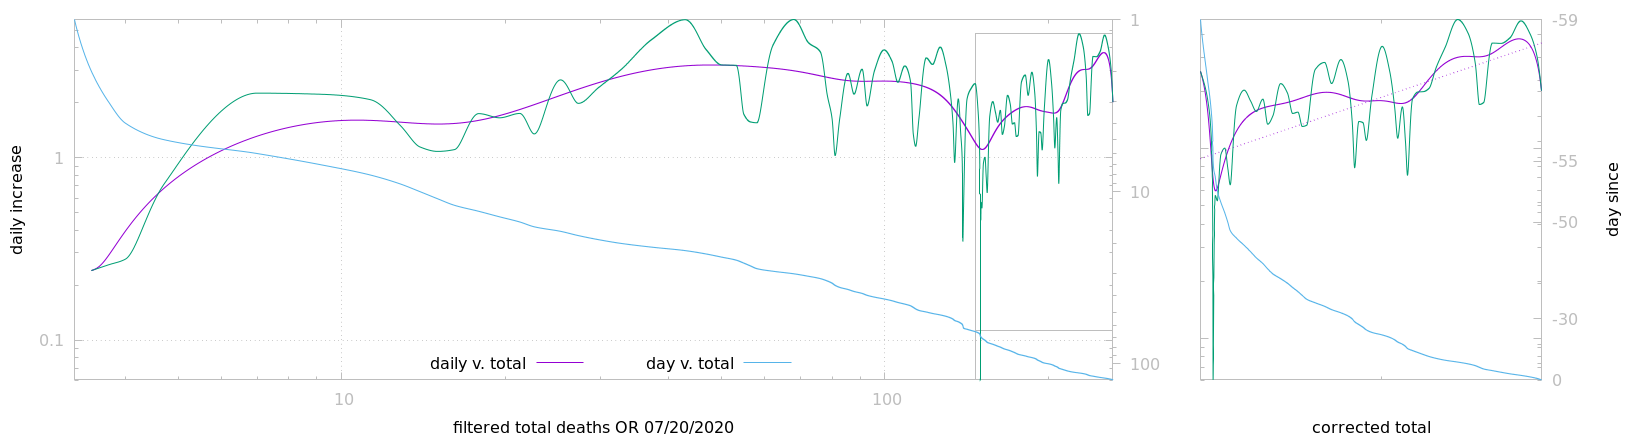 1
-59
1
-55
10
-50
daily increase
day since
0.1
-30
daily v. total
day v. total
100
0
10
100
filtered total deaths OR 07/20/2020
corrected total